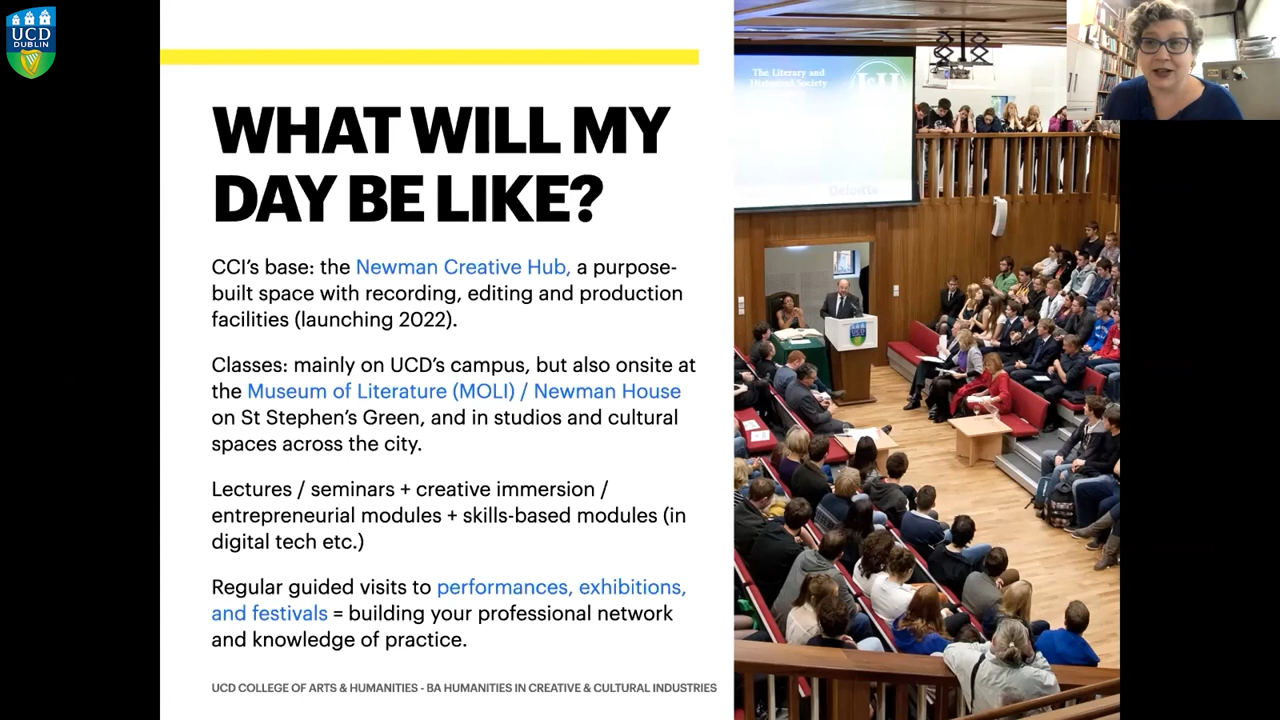 UCD
DUBLIN
WHAT WILL MY
DAY BE LIKE?
CCI's base: the Newman Creative Hub, a purpose-
built space with recording, editing and production
facilities (launching 2022).
Classes: mainly on UCD's campus, but also onsite at
the Museum of Literature (MOLI) / Newman House
on St Stephen's Green, and in studios and cultural
spaces across the city.
Lectures / seminars + creative immersion /
entrepreneurial modules + skills-based modules (in
digital tech etc.)
Regular guided visits to performances, exhibitions,
and festivals = building your professional network
and knowledge of practice.
UCD COLLEGE OF ARTS & HUMANITIES - BA HUMANITIES IN CREATIVE & CULTURAL INDUSTRIES
The Literary and
Historical Society
L&H
Deloitte
UCD